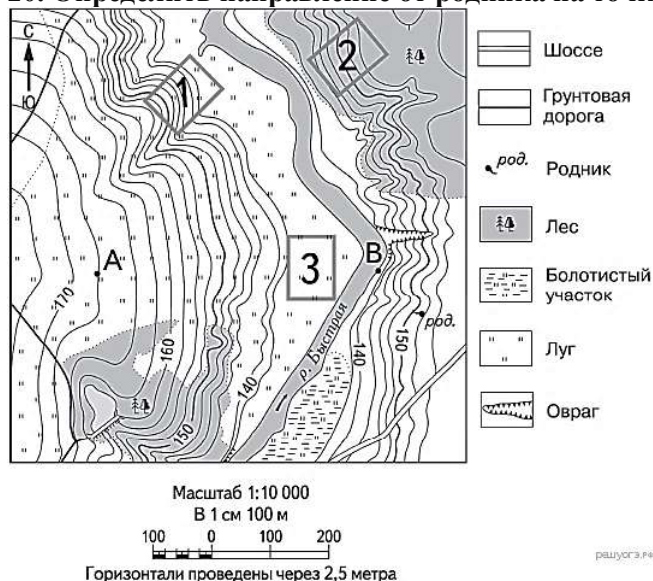 С
Ю
1
2
3
А
В
170
160
150
140
140
150
р. Быстрая
род.
Шоссе
Грунтовая
дорога
род.
Родник
Лес
Болотистый
участок
Луг
Овраг
Масштаб 1:10 000
В 1 см 100 м
100 0 100 200
Горизонтали проведены через 2,5 метра
решуогэ.рф